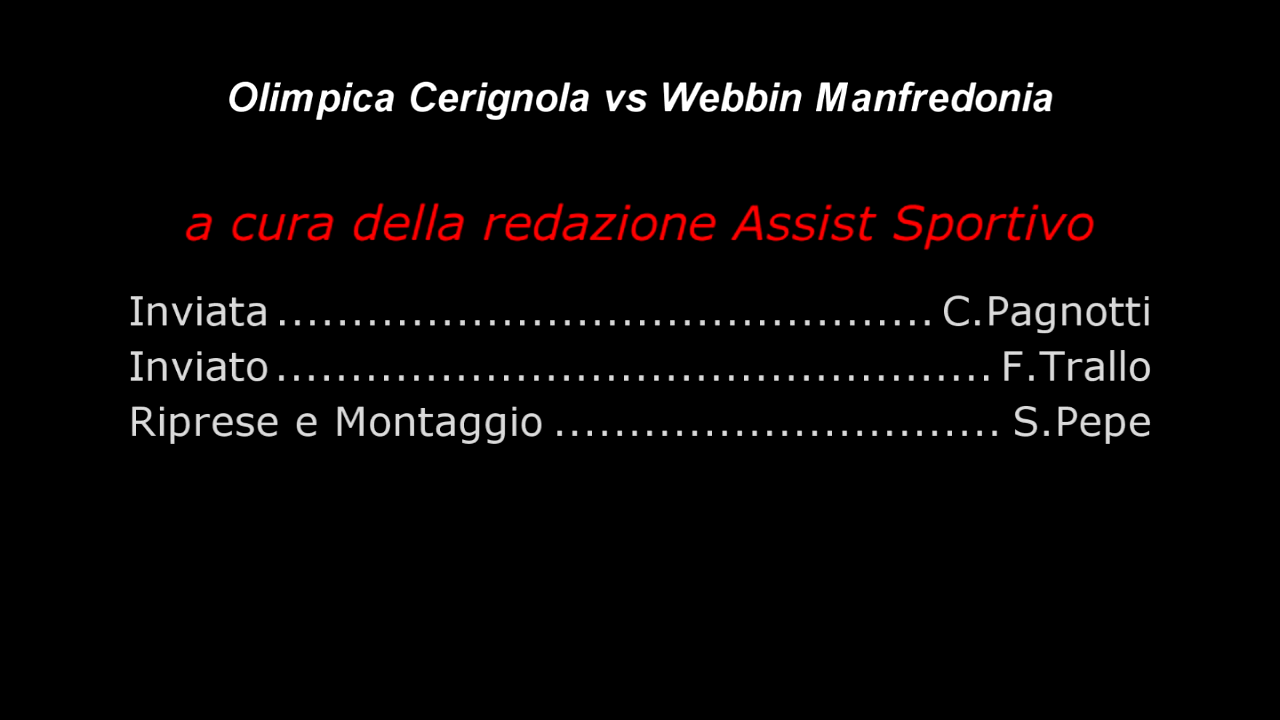 Olimpica Cerignola vs Webbin Manfredonia
a cura della redazione Assist Sportivo
Inviata ............................................ C.Pagnotti
Inviato ................................................ F.Trallo
Riprese e Montaggio .............................. S.Pepe